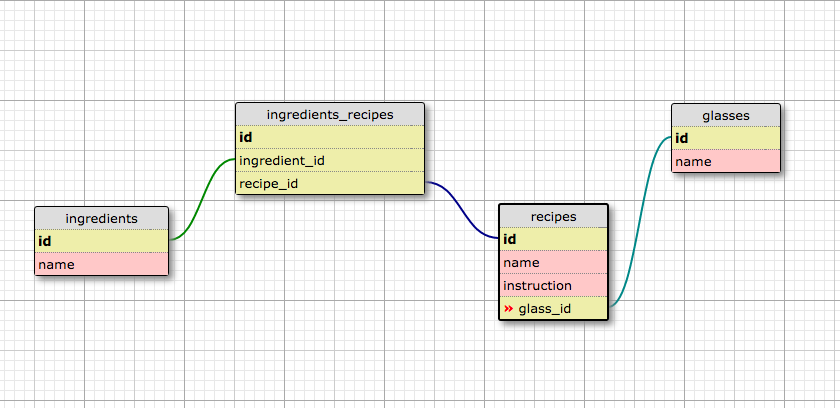 ingredients_recipes
id
ingredient_id
recipe_id
glasses
id
name
ingredients
id
name
recipes
id
name
instruction
» glass_id